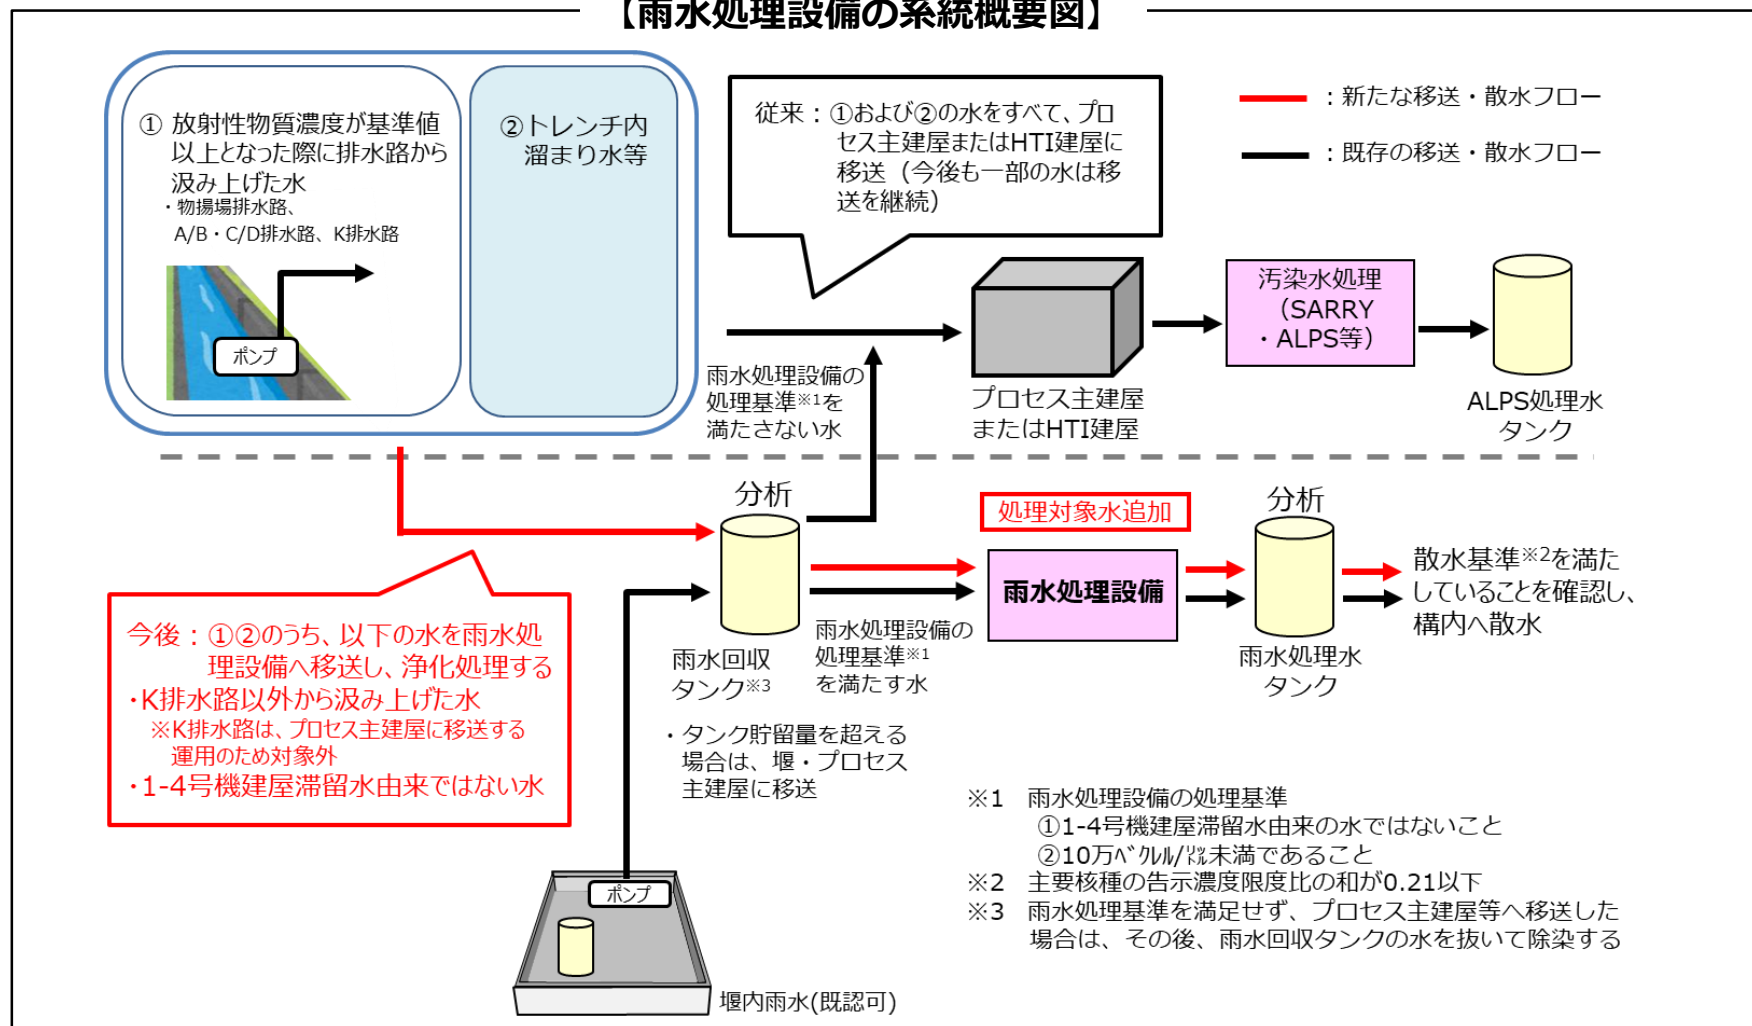 【雨水処理設備の系統概要図】
① 放射性物質濃度が基準値
以上となった際に排水路から
汲み上げた水
・物揚場排水路、
A/B・C/D排水路、K排水路
ポンプ
②トレンチ内
溜まり水等
従来：①および②の水をすべて、プロ
セス主建屋またはHTI建屋に
移送（今後も一部の水は移
送を継続）
：新たな移送・散水フロー
：既存の移送・散水フロー
雨水処理設備の
処理基準※1を
満たさない水
プロセス主建屋
またはHTI建屋
汚染水処理
（SARRY
・ALPS等）
ALPS処理水
タンク
今後：①②のうち、以下の水を雨水処
理設備へ移送し、浄化処理する
・K排水路以外から汲み上げた水
※K排水路は、プロセス主建屋に移送する
運用のため対象外
・1-4号機建屋滞留水由来ではない水
分析
雨水回収
タンク※3
・タンク貯留量を超える
場合は、堰・プロセス
主建屋に移送
雨水処理設備の
処理基準※1
を満たす水
処理対象水追加
雨水処理設備
分析
雨水処理水
タンク
散水基準※2を満た
していることを確認し、
構内へ散水
ポンプ
堰内雨水(既認可)
※1　雨水処理設備の処理基準
①1-4号機建屋滞留水由来の水ではないこと
②10万ﾍﾞｸﾚﾙ/㍑未満であること
※2　主要核種の告示濃度限度比の和が0.21以下
※3　雨水処理基準を満足せず、プロセス主建屋等へ移送した
場合は、その後、雨水回収タンクの水を抜いて除染する